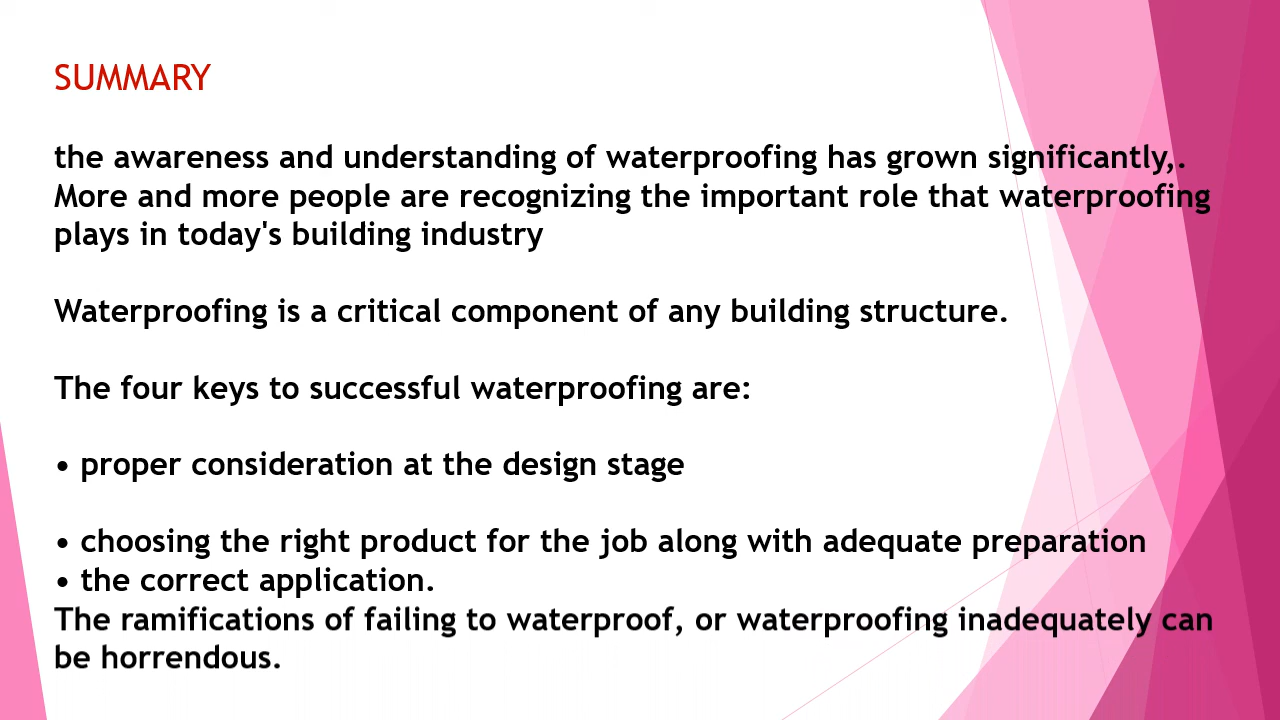 SUMMARY
the awareness and understanding of waterproofing has grown significantly,.
More and more people are recognizing the important role that waterproofing
plays in today's building industry
Waterproofing is a critical component of any building structure.
The four keys to successful waterproofing are:
• proper consideration at the design stage
• choosing the right product for the job along with adequate preparation
• the correct application.
The ramifications of failing to waterproof, or waterproofing inadequately can
be horrendous.